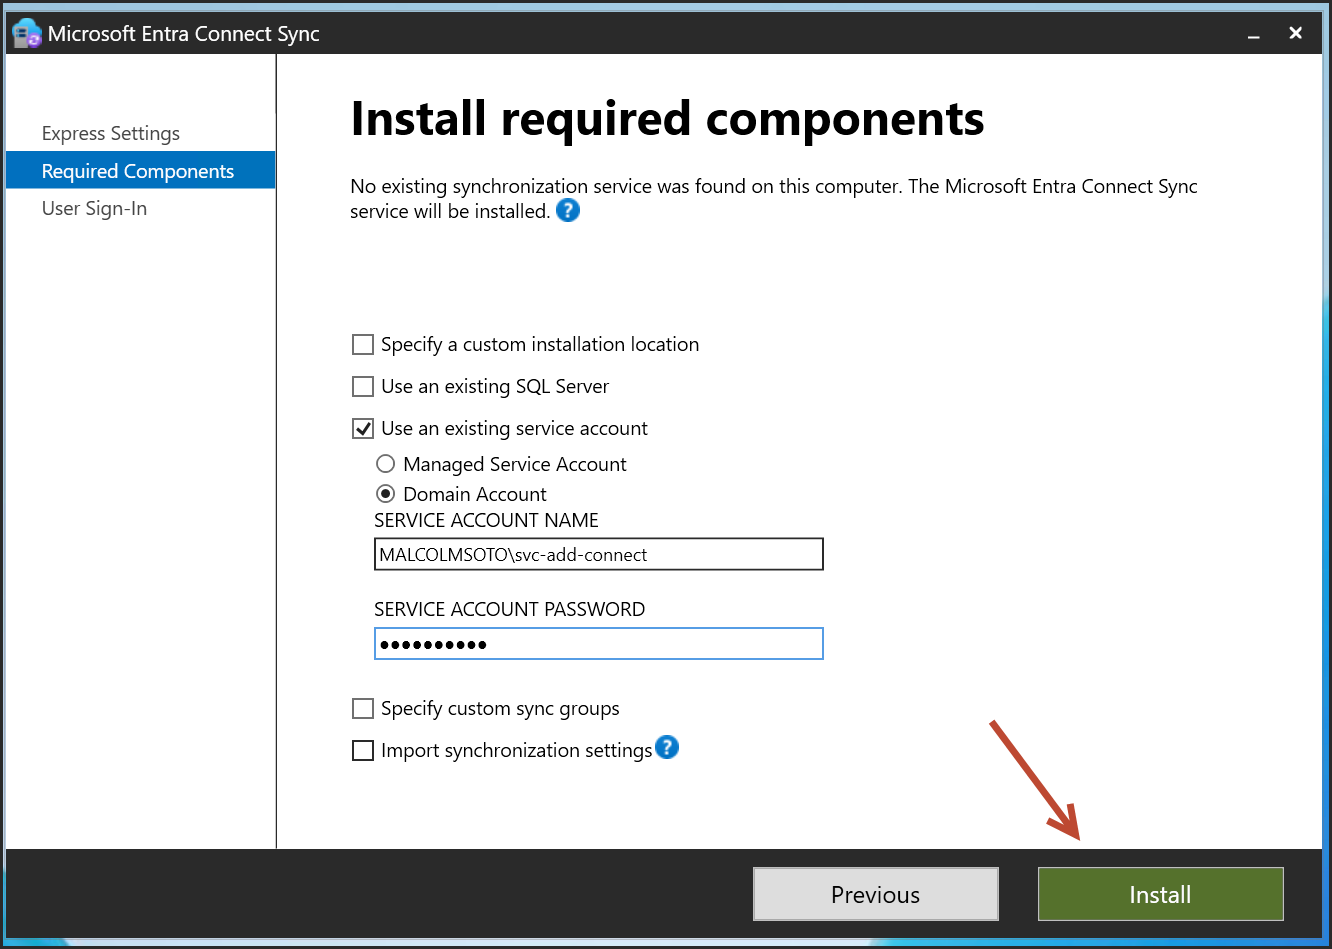 Microsoft Entra Connect Sync
Express Settings
Required Components
User Sign-In
Install required components
No existing synchronization service was found on this computer. The Microsoft Entra Connect Sync
service will be installed. ?
Specify a custom installation location
Use an existing SQL Server
Use an existing service account
Managed Service Account
Domain Account
SERVICE ACCOUNT NAME
MALCOLMSOTO\svc-add-connect
SERVICE ACCOUNT PASSWORD
●●●●●●●●●●
Specify custom sync groups
Import synchronization settings ?
Previous
Install